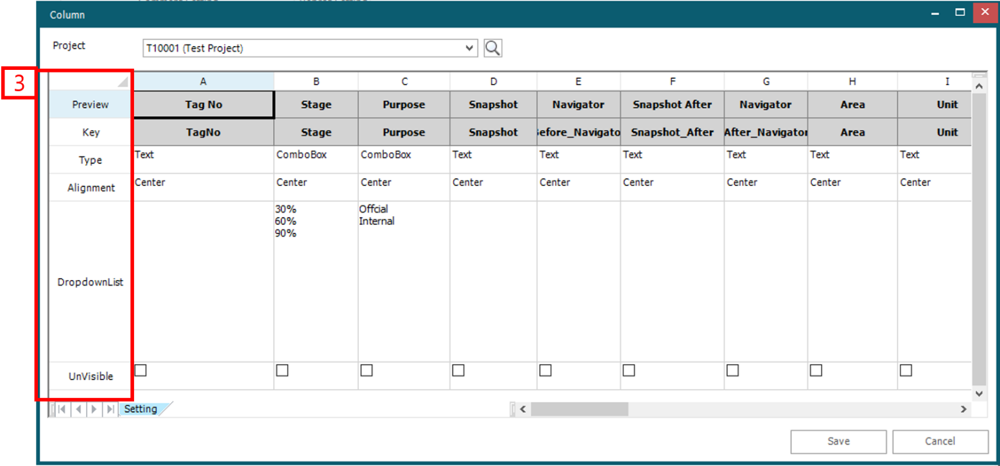 Column
Project T10001 (Test Project)
3
A B C D E F G H I
Preview Tag No Stage Purpose Snapshot Navigator Snapshot After Navigator Area Unit
Key TagNo Stage Purpose Snapshot efore_Navigato Snapshot_After After_Navigator Area Unit
Type Text ComboBox ComboBox Text Text Text Text Text Text
Alignment Center Center Center Center Center Center Center Center Center
30% Offcial
60% Internal
90%
DropdownList
UnVisible
Setting
Save Cancel